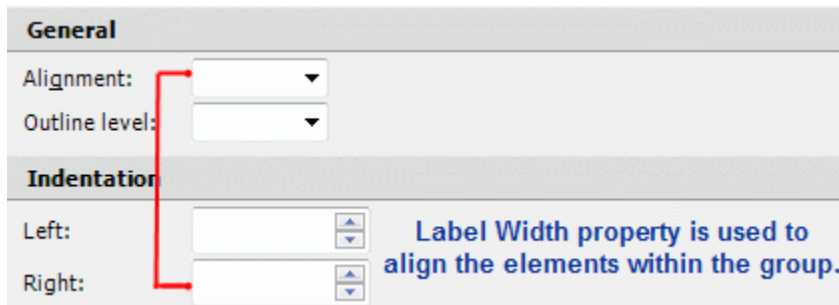 General
Alignment:
Outline level:
Indentation
Left:
Right:
Label Width property is used to
align the elements within the group.